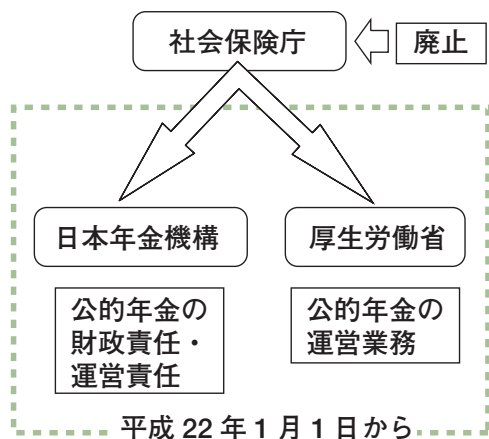 社会保険庁
廃止
日本年金機構
厚生労働省
公的年金の
財政責任・
運営責任
公的年金の
運営業務
平成 22 年 1 月 1 日から